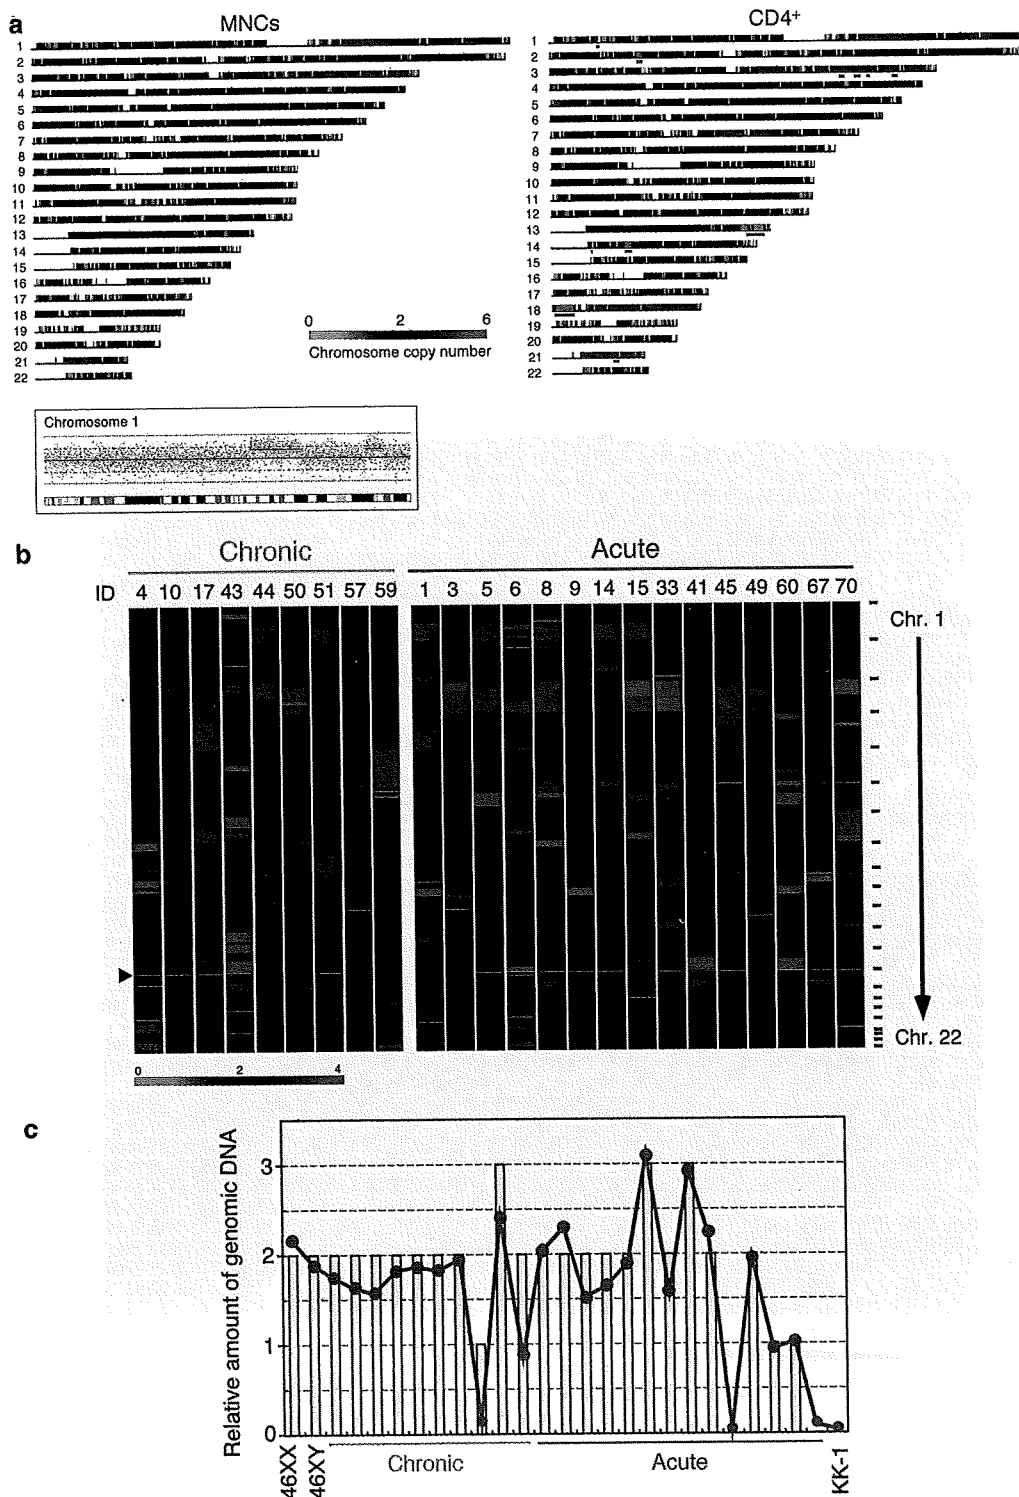 a
MNCs
1
2
3
4
5
6
7
8
9
10
11
12
13
14
15
16
17
18
19
20
21
22
CD4+
1
2
3
4
5
6
7
8
9
10
11
12
13
14
15
16
17
18
19
20
21
22
0 2 6
Chromosome copy number
Chromosome 1
b
Chronic Acute
ID 4 10 17 43 44 50 51 57 59 1 3 5 6 8 9 14 15 33 41 45 49 60 67 70
Chr. 1
Chr. 22
0 2 4
c
Relative amount of genomic DNA
3
2
1
0
46XX
46XY
Chronic
Acute
KK-1